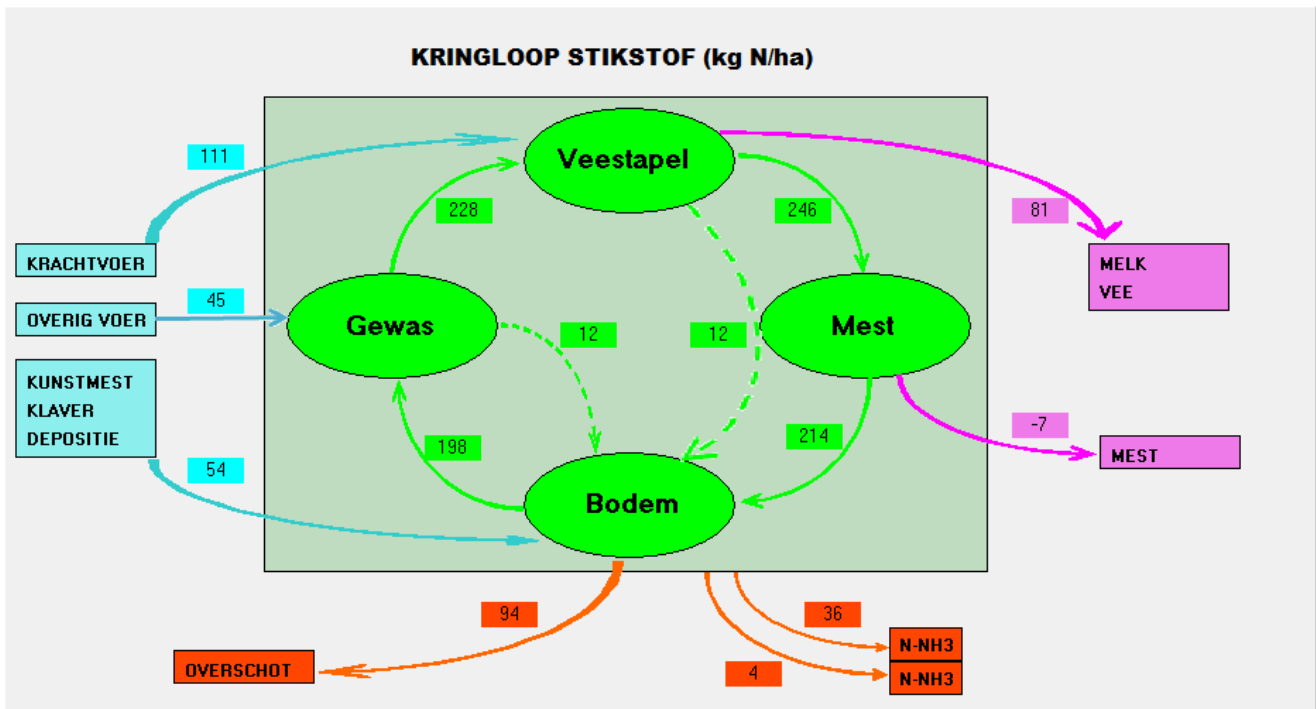 KRINGLOOP STIKSTOF (kg N/ha)
111
Veestapel
228
246
81
KRACHTVOER
MELK
VEE
45
OVERIG VOER
Gewas
12
12
Mest
KUNSTMEST
KLAVER
DEPOSITIE
198
214
-7
MEST
54
Bodem
94
36
OVERSCHOT
4
N-NH3
N-NH3